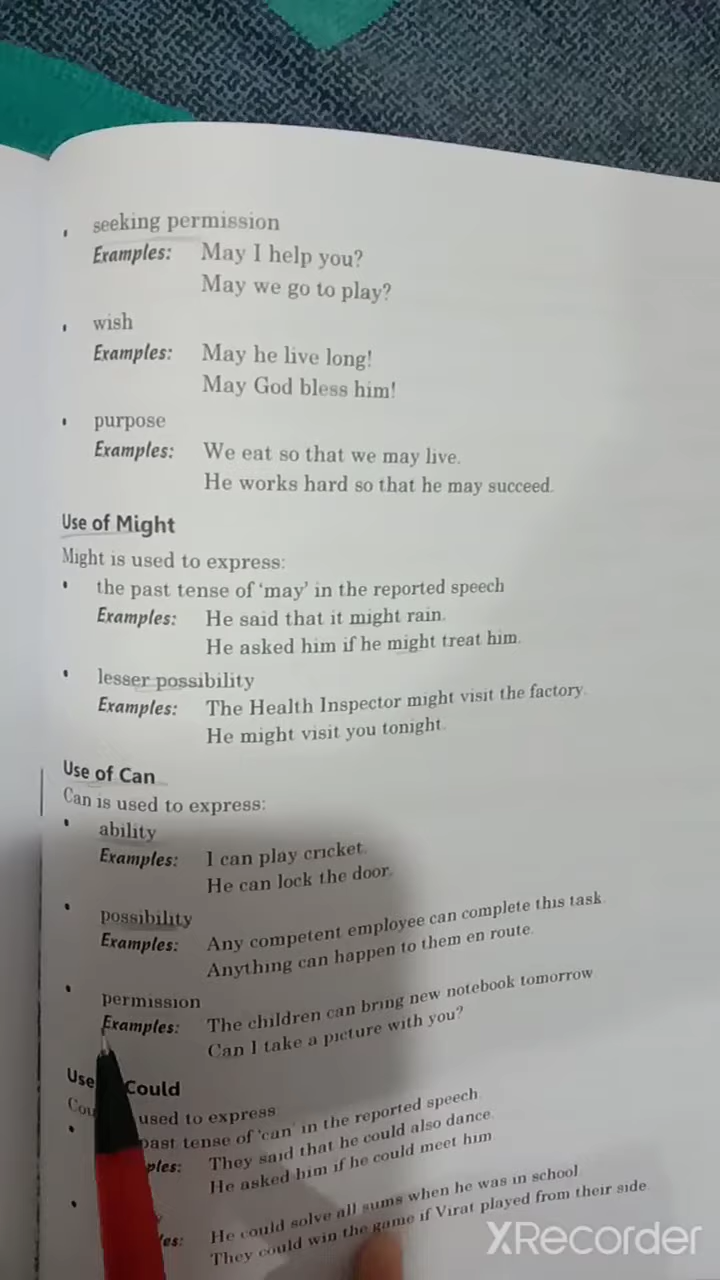 • seeking permission
Examples: May I help you?
May we go to play?
• wish
Examples: May he live long!
May God bless him!
• purpose
Examples: We eat so that we may live.
He works hard so that he may succeed.
Use of Might
Might is used to express:
• the past tense of 'may' in the reported speech
Examples: He said that it might rain.
He asked him if he might treat him.
• lesser possibility
Examples: The Health Inspector might visit the factory.
He might visit you tonight.
Use of Can
Can is used to express:
• ability
Examples: I can play cricket.
He can lock the door.
• possibility
Examples: Any competent employee can complete this task.
Anything can happen to them en route.
• permission
Examples: The children can bring new notebook tomorrow
Can I take a picture with you?
Use Could
Cou used to express
• past tense of 'can' in the reported speech.
ples: They said that he could also dance.
He asked him if he could meet him
•
les: He could solve all sums when he was in school
They could win the game if Virat played from their side.
XRecorder